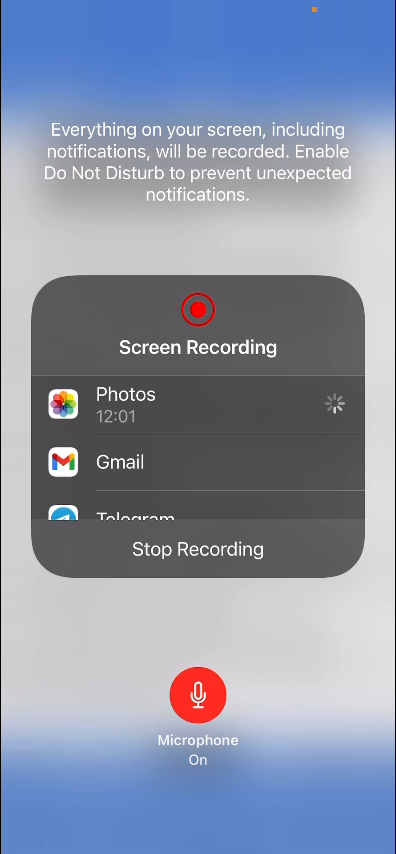 Everything on your screen, including
notifications, will be recorded. Enable
Do Not Disturb to prevent unexpected
notifications.
Screen Recording
Photos
12:01
Gmail
Telegram
Stop Recording
Microphone
On